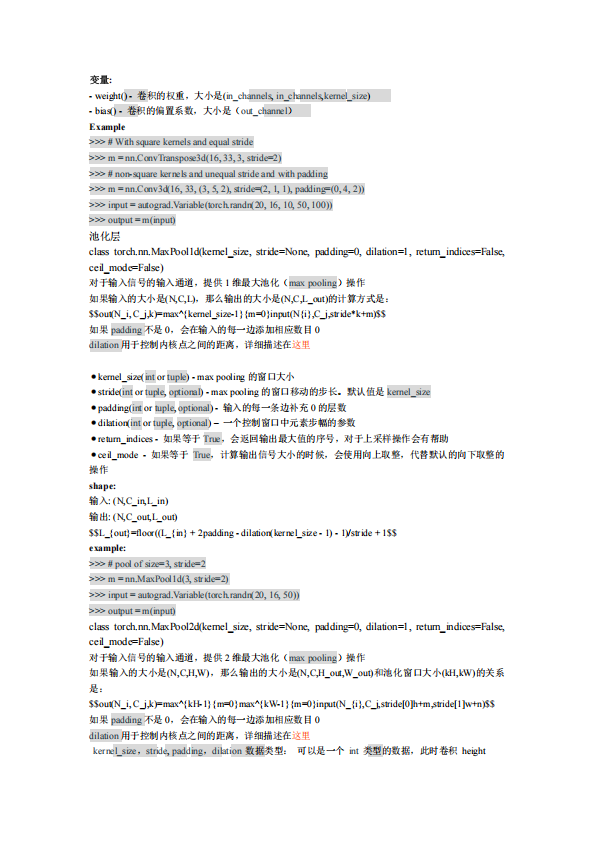 变量:
- weight() - 卷积的权重，大小是(in_channels, in_channels,kernel_size)
- bias() - 卷积的偏置系数，大小是（out_channel）
Example
>>> # With square kernels and equal stride
>>> m = nn.ConvTranspose3d(16, 33, 3, stride=2)
>>> # non-square kernels and unequal stride and with padding
>>> m = nn.Conv3d(16, 33, (3, 5, 2), stride=(2, 1, 1), padding=(0, 4, 2))
>>> input = autograd.Variable(torch.randn(20, 16, 10, 50, 100))
>>> output = m(input)
池化层
class torch.nn.MaxPool1d(kernel_size, stride=None, padding=0, dilation=1, return_indices=False,
ceil_mode=False)
对于输入信号的输入通道，提供 1 维最大池化（max pooling）操作
如果输入的大小是(N,C,L)，那么输出的大小是(N,C,L_out)的计算方式是：
$$out(N_i, C_j,k)=max^{kernel_size-1}{m=0}input(N{i},C_j,stride*k+m)$$
如果 padding 不是 0，会在输入的每一边添加相应数目 0
dilation 用于控制内核点之间的距离，详细描述在这里
●kernel_size(int or tuple) - max pooling 的窗口大小
●stride(int or tuple, optional) - max pooling 的窗口移动的步长。默认值是 kernel_size
●padding(int or tuple, optional) - 输入的每一条边补充 0 的层数
●dilation(int or tuple, optional) – 一个控制窗口中元素步幅的参数
●return_indices - 如果等于 True，会返回输出最大值的序号，对于上采样操作会有帮助
●ceil_mode - 如果等于 True，计算输出信号大小的时候，会使用向上取整，代替默认的向下取整的
操作
shape:
输入: (N,C_in,L_in)
输出: (N,C_out,L_out)
$$L_{out}=floor((L_{in} + 2padding - dilation(kernel_size - 1) - 1)/stride + 1$$
example:
>>> # pool of size=3, stride=2
>>> m = nn.MaxPool1d(3, stride=2)
>>> input = autograd.Variable(torch.randn(20, 16, 50))
>>> output = m(input)
class torch.nn.MaxPool2d(kernel_size, stride=None, padding=0, dilation=1, return_indices=False,
ceil_mode=False)
对于输入信号的输入通道，提供 2 维最大池化（max pooling）操作
如果输入的大小是(N,C,H,W)，那么输出的大小是(N,C,H_out,W_out)和池化窗口大小(kH,kW)的关系
是：
$$out(N_i, C_j,k)=max^{kH-1}{m=0}max^{kW-1}{m=0}input(N_{i},C_j,stride[0]h+m,stride[1]w+n)$$
如果 padding 不是 0，会在输入的每一边添加相应数目 0
dilation 用于控制内核点之间的距离，详细描述在这里
kernel_size，stride, padding，dilation 数据类型： 可以是一个 int 类型的数据，此时卷积 height